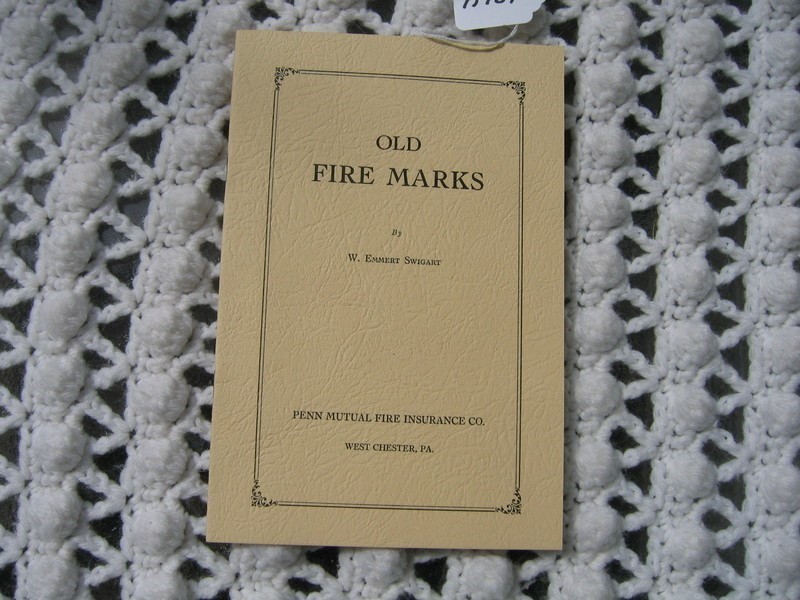 OLD
FIRE MARKS
By
W. Emmert Swigart
PENN MUTUAL FIRE INSURANCE CO.
WEST CHESTER, PA.